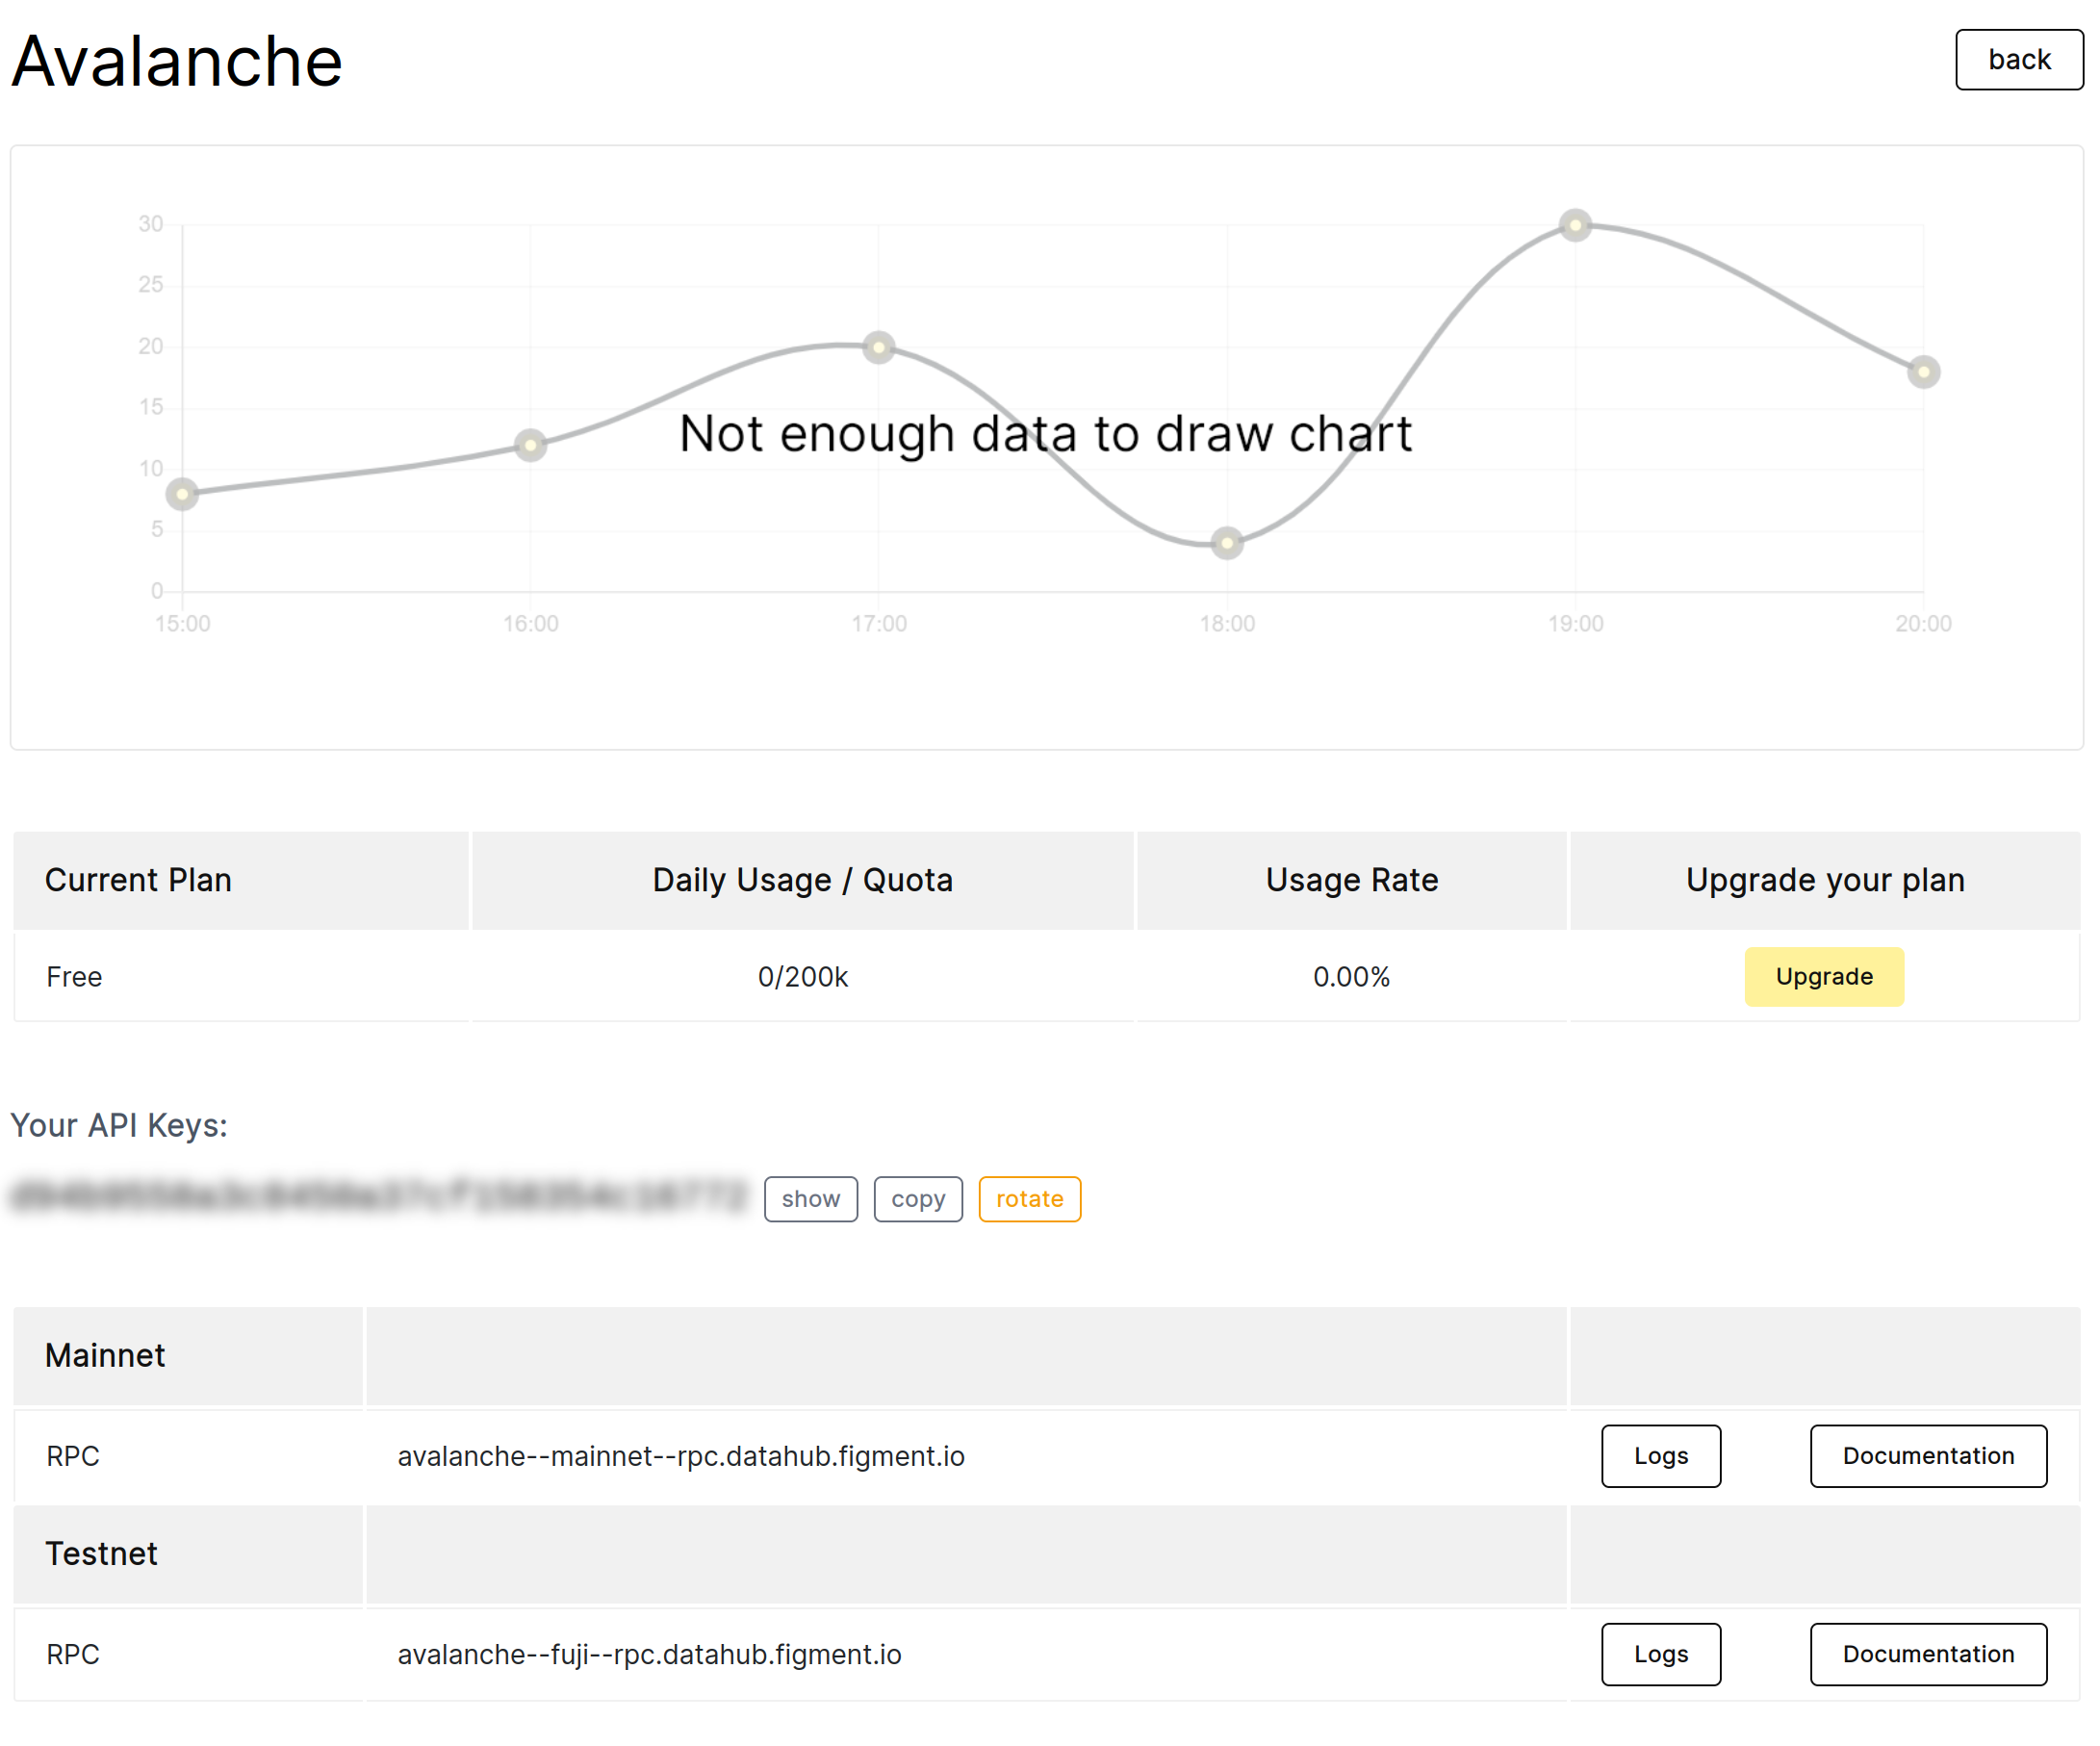 Avalanche
back
30
25
20
15
10
5
0
Not enough data to draw chart
15:00 16:00 17:00 18:00 19:00 20:00
Current Plan Daily Usage / Quota Usage Rate Upgrade your plan
Free 0/200k 0.00% Upgrade
Your API Keys:
show copy rotate
Mainnet
RPC avalanche--mainnet--rpc.datahub.figment.io Logs Documentation
Testnet
RPC avalanche--fuji--rpc.datahub.figment.io Logs Documentation